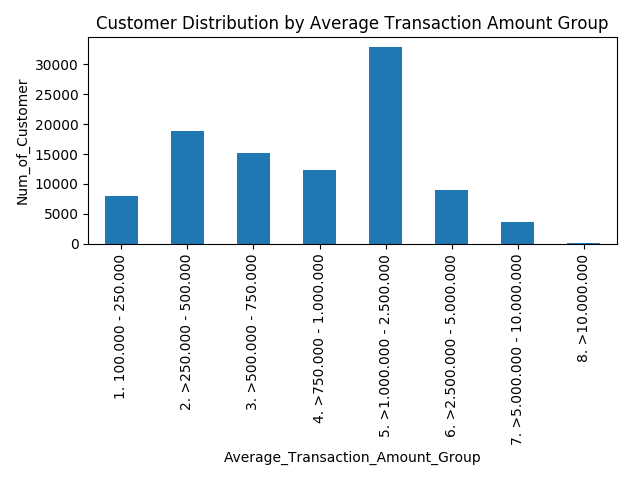 Customer Distribution by Average Transaction Amount Group
Num_of_Customer
30000
25000
20000
15000
10000
5000
0
1. 100.000 - 250.000
2. >250.000 - 500.000
3. >500.000 - 750.000
4. >750.000 - 1.000.000
5. >1.000.000 - 2.500.000
6. >2.500.000 - 5.000.000
7. >5.000.000 - 10.000.000
8. >10.000.000
Average_Transaction_Amount_Group